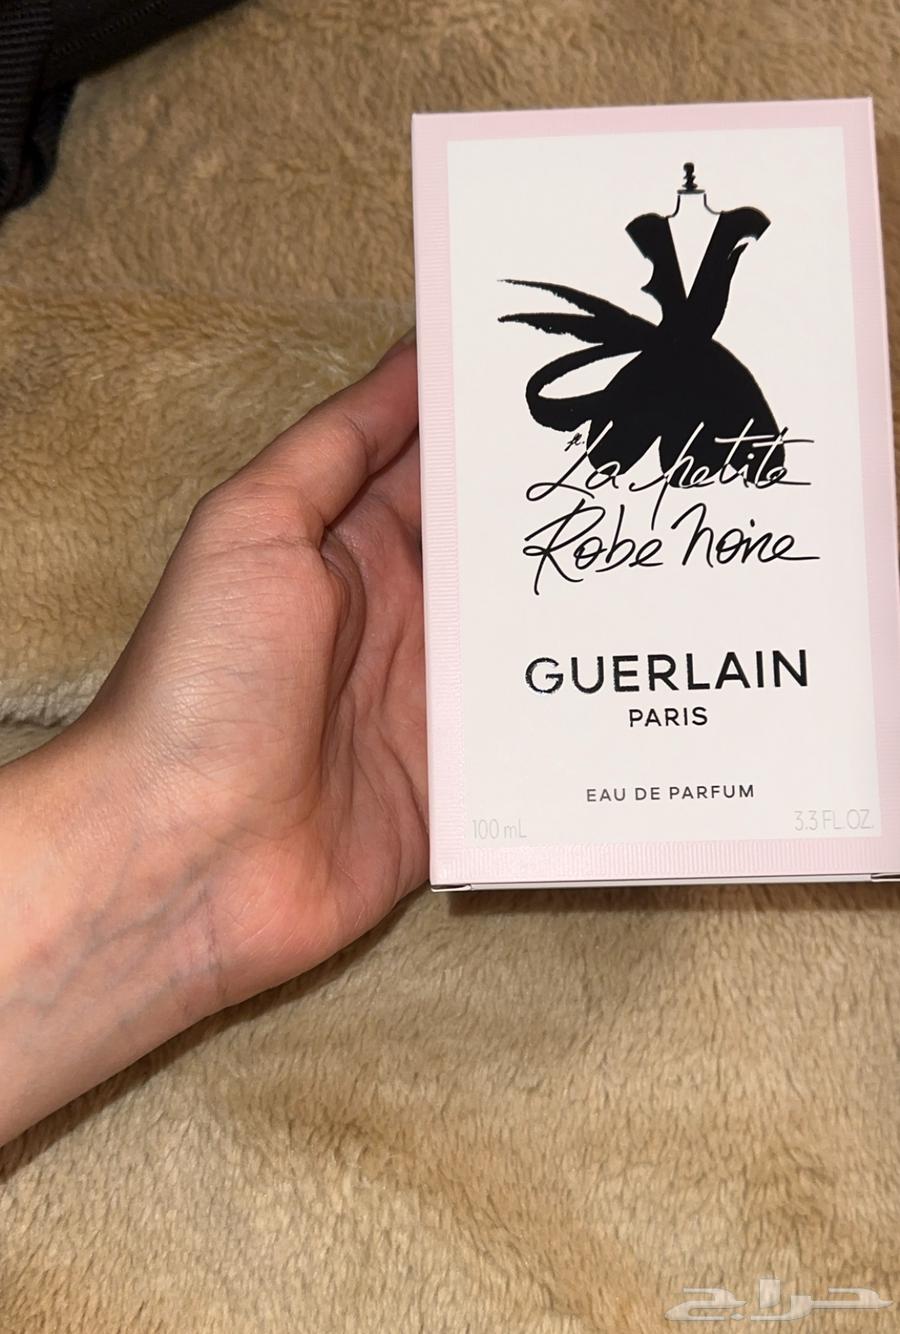 La petite
Robe Noire
GUERLAIN
PARIS
EAU DE PARFUM
100 mL
3.3 FL.OZ.
حراج